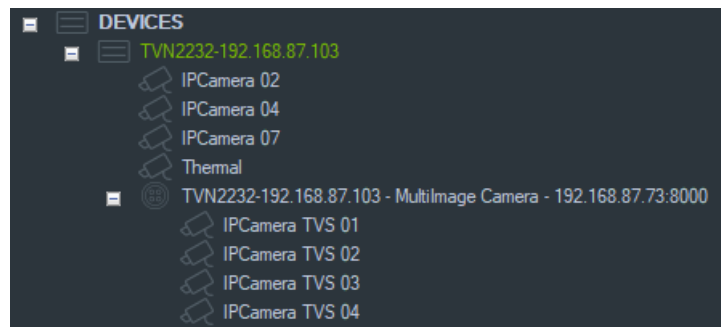 DEVICES
TVN2232-192.168.87.103
IPCamera 02
IPCamera 04
IPCamera 07
Thermal
TVN2232-192.168.87.103 - MultiImage Camera - 192.168.87.73:8000
IPCamera TVS 01
IPCamera TVS 02
IPCamera TVS 03
IPCamera TVS 04